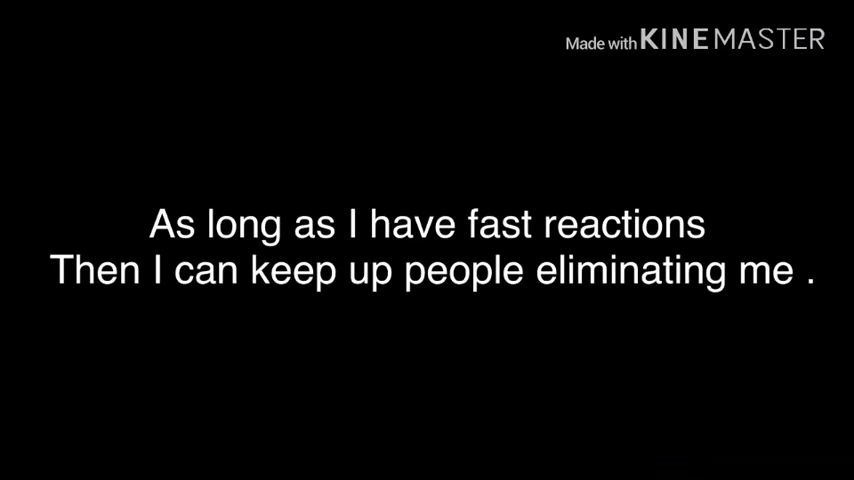 Made with KINEMASTER
As long as I have fast reactions
Then I can keep up people eliminating me .